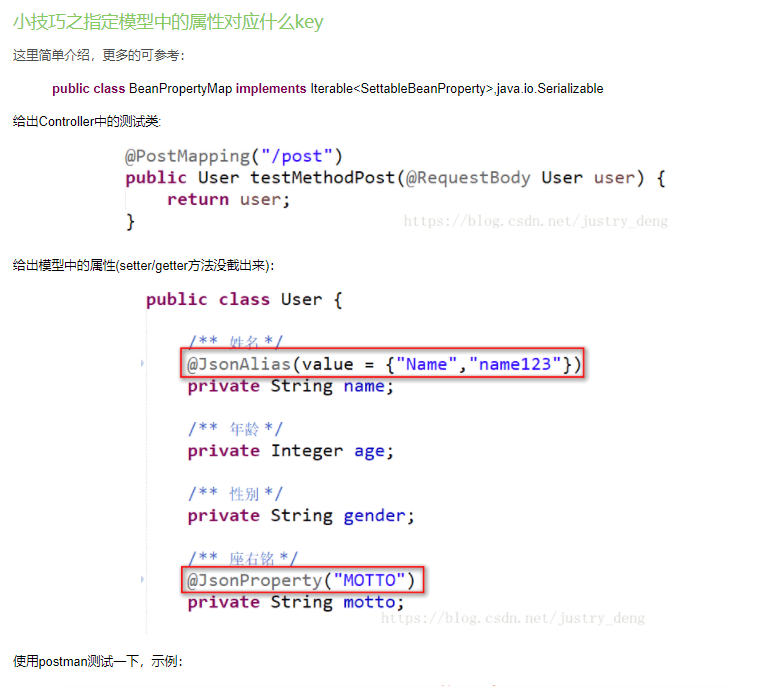 小技巧之指定模型中的属性对应什么key
这里简单介绍，更多的可参考：
public class BeanPropertyMap implements Iterable<SettableBeanProperty>,java.io.Serializable
给出Controller中的测试类:
@PostMapping("/post")
public User testMethodPost(@RequestBody User user) {
return user;
}
https://blog.csdn.net/justry_deng
给出模型中的属性(setter/getter方法没截出来)：
public class User {
/** 姓名 */
@JsonAlias(value = {"Name","name123"})
private String name;
/** 年龄 */
private Integer age;
/** 性别 */
private String gender;
/** 座右铭 */
@JsonProperty("MOTTO")
private String motto;
https://blog.csdn.net/justry_deng
使用postman测试一下，示例：